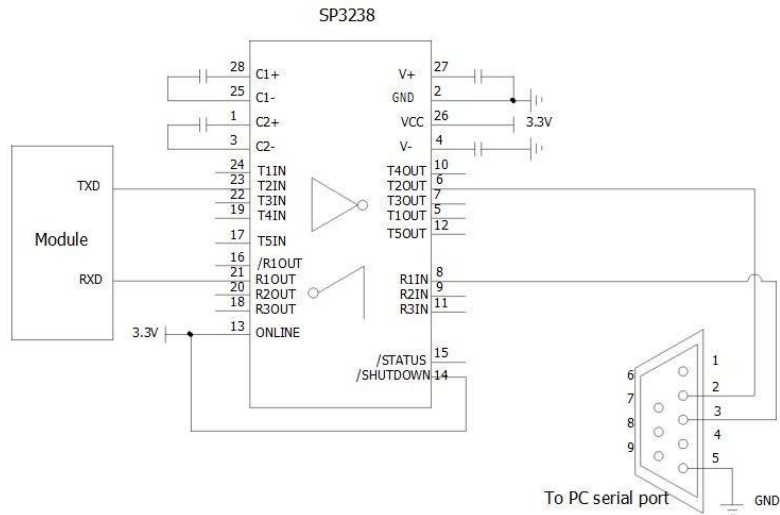 SP3238
28 C1+
25 C1-
1 C2+
3 C2-
24 T1IN
23 T2IN
22 T3IN
19 T4IN
17 T5IN
16 /R1OUT
21 R1OUT
20 R2OUT
18 R3OUT
3.3V 13 ONLINE
V+ 27
GND 2
VCC 26 3.3V
V- 4
T4OUT 10
T2OUT 6
T3OUT 7
T1OUT 5
T5OUT 12
R1IN 8
R2IN 9
R3IN 11
/STATUS 15
/SHUTDOWN 14
TXD
Module
RXD
1
6
2
7
3
8
4
9
5
To PC serial port
GND